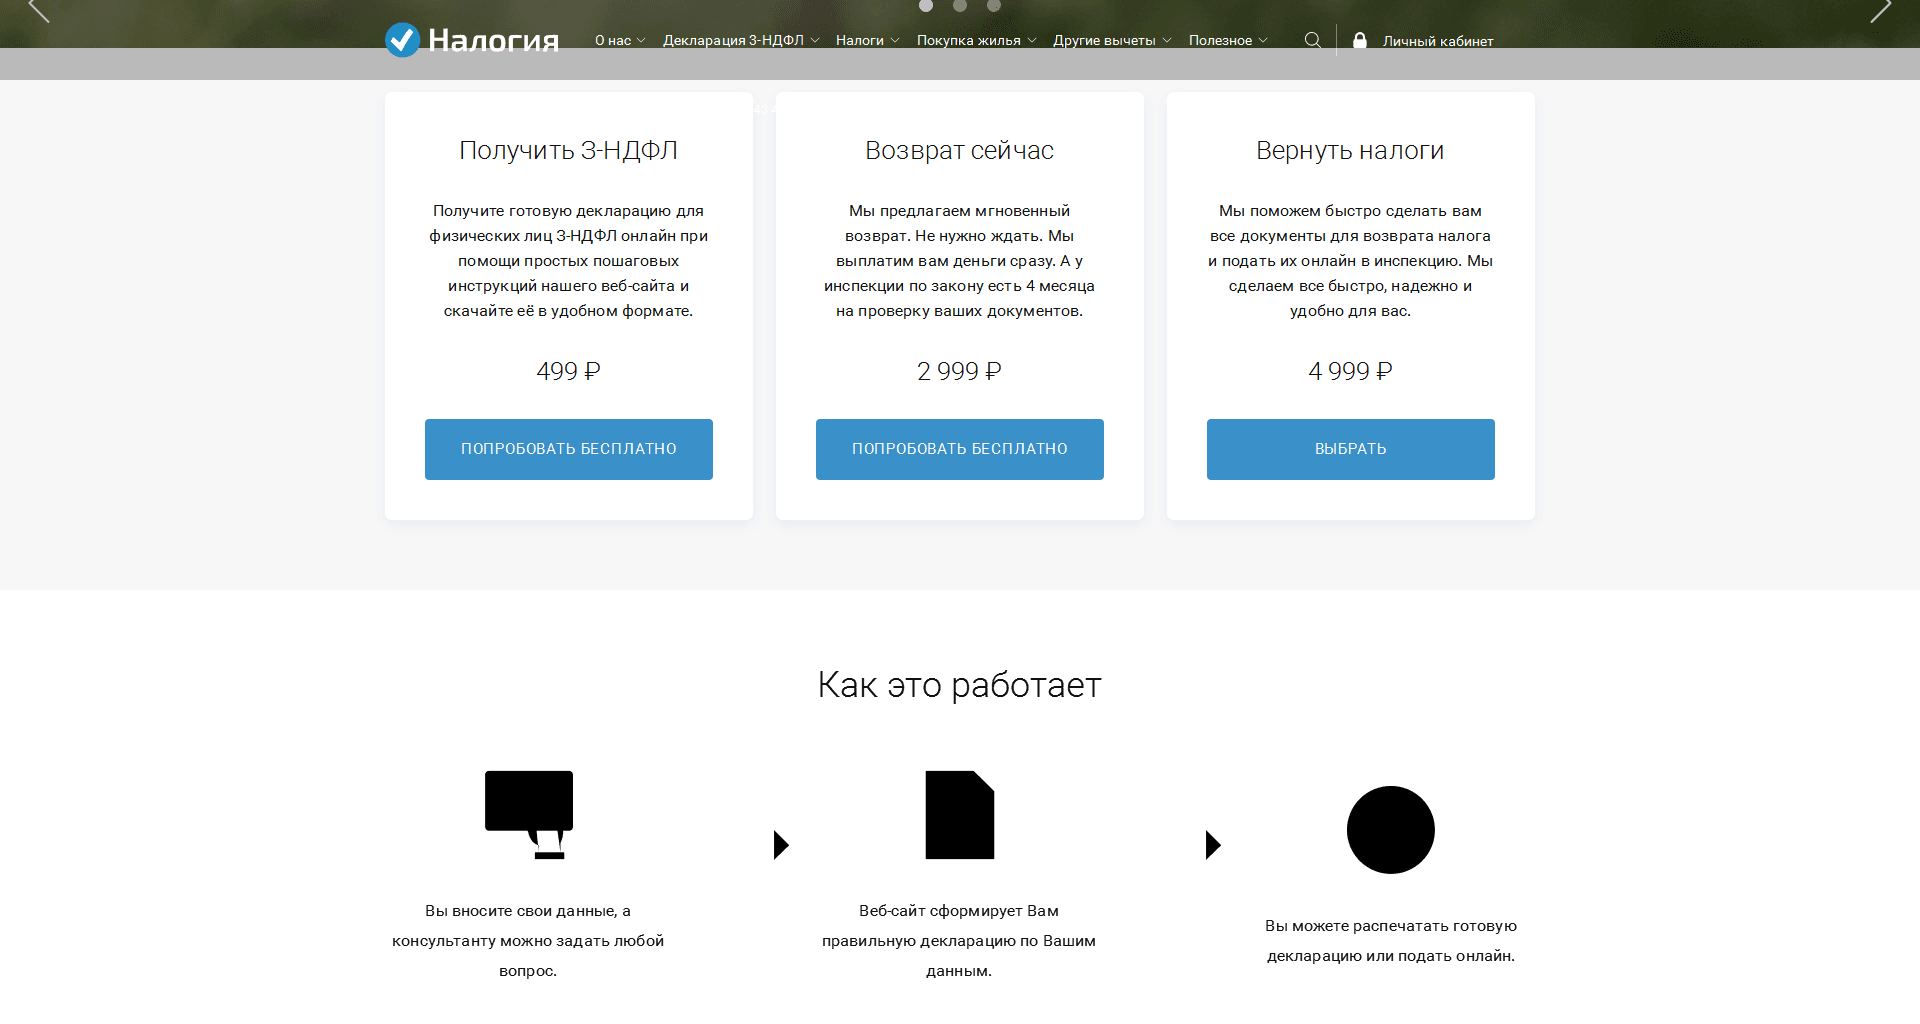 Налогия
О нас
Декларация 3-НДФЛ
Налоги
Покупка жилья
Другие вычеты
Полезное
Личный кабинет
Получить 3-НДФЛ
Получите готовую декларацию для
физических лиц 3-НДФЛ онлайн при
помощи простых пошаговых
инструкций нашего веб-сайта и
скачайте её в удобном формате.
499 ₽
ПОПРОБОВАТЬ БЕСПЛАТНО
Возврат сейчас
Мы предлагаем мгновенный
возврат. Не нужно ждать. Мы
выплатим вам деньги сразу. А у
инспекции по закону есть 4 месяца
на проверку ваших документов.
2 999 ₽
ПОПРОБОВАТЬ БЕСПЛАТНО
Вернуть налоги
Мы поможем быстро сделать вам
все документы для возврата налога
и подать их онлайн в инспекцию. Мы
сделаем все быстро, надежно и
удобно для вас.
4 999 ₽
ВЫБРАТЬ
Как это работает
Вы вносите свои данные, а
консультанту можно задать любой
вопрос.
Веб-сайт сформирует Вам
правильную декларацию по Вашим
данным.
Вы можете распечатать готовую
декларацию или подать онлайн.